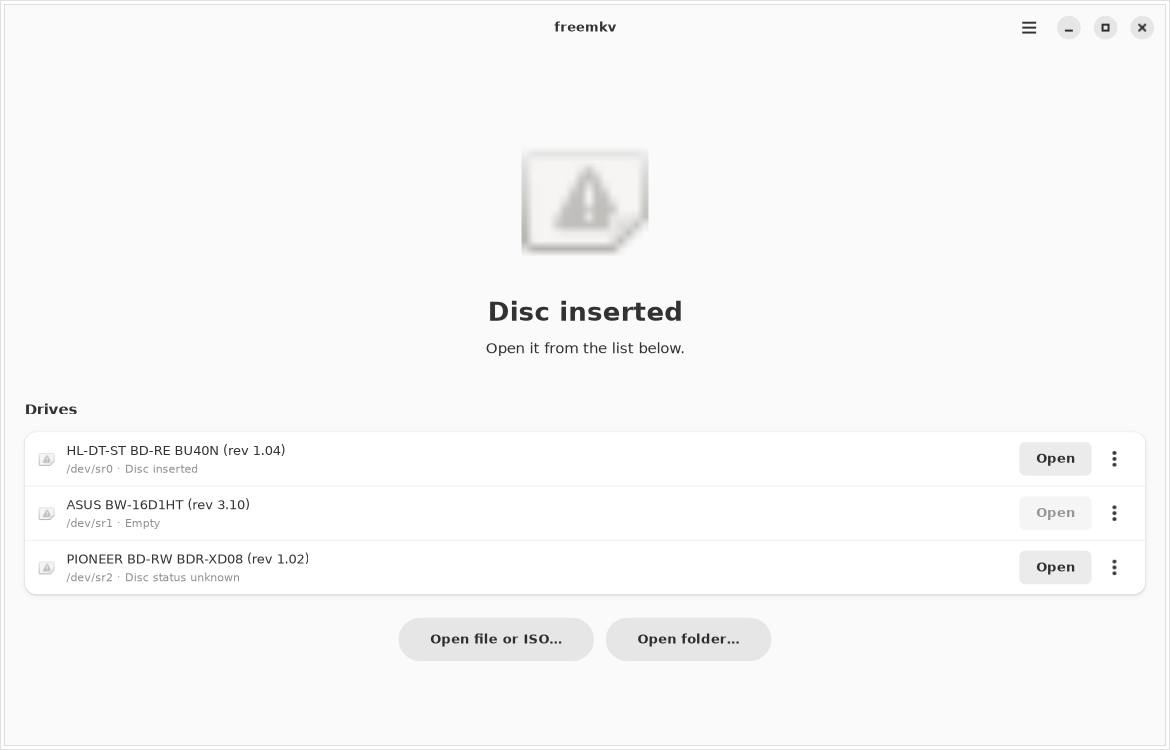 freemkv
Disc inserted
Open it from the list below.
Drives
HL-DT-ST BD-RE BU40N (rev 1.04)
/dev/sr0 · Disc inserted
Open
ASUS BW-16D1HT (rev 3.10)
/dev/sr1 · Empty
Open
PIONEER BD-RW BDR-XD08 (rev 1.02)
/dev/sr2 · Disc status unknown
Open
Open file or ISO…
Open folder…